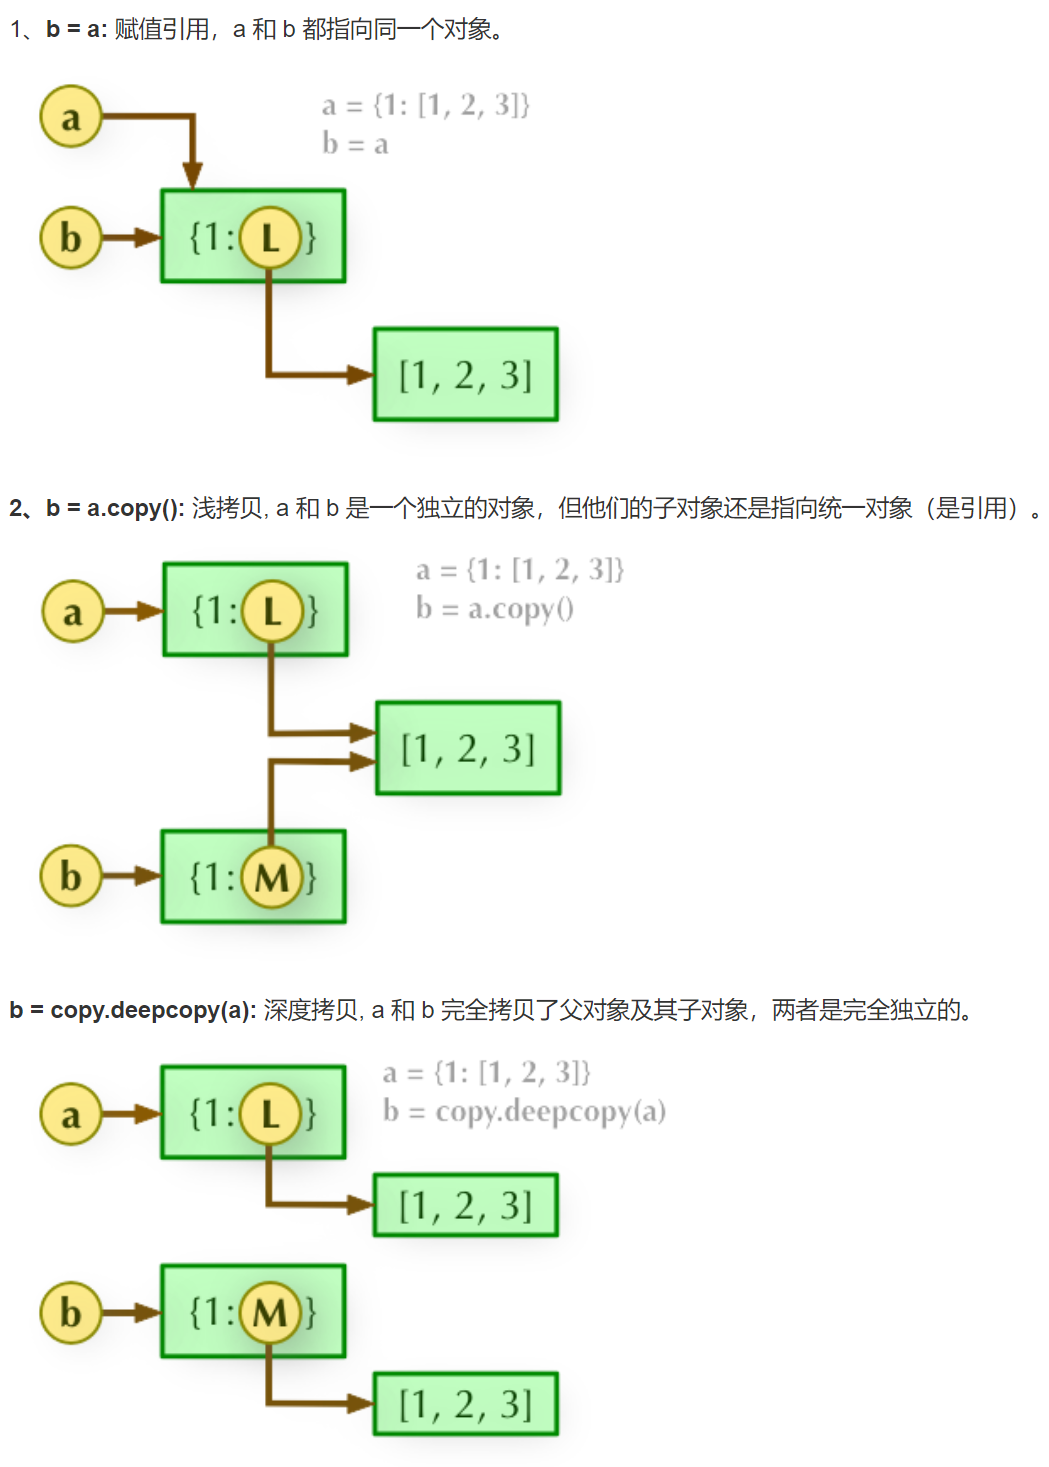 1、b = a: 赋值引用，a 和 b 都指向同一个对象。
a
a = {1: [1, 2, 3]}
b = a
b
{1: L }
[1, 2, 3]
2、b = a.copy(): 浅拷贝, a 和 b 是一个独立的对象，但他们的子对象还是指向统一对象（是引用）。
a = {1: [1, 2, 3]}
b = a.copy()
a
{1: L }
[1, 2, 3]
b
{1: M }
b = copy.deepcopy(a): 深度拷贝, a 和 b 完全拷贝了父对象及其子对象，两者是完全独立的。
a = {1: [1, 2, 3]}
b = copy.deepcopy(a)
a
{1: L }
[1, 2, 3]
b
{1: M }
[1, 2, 3]